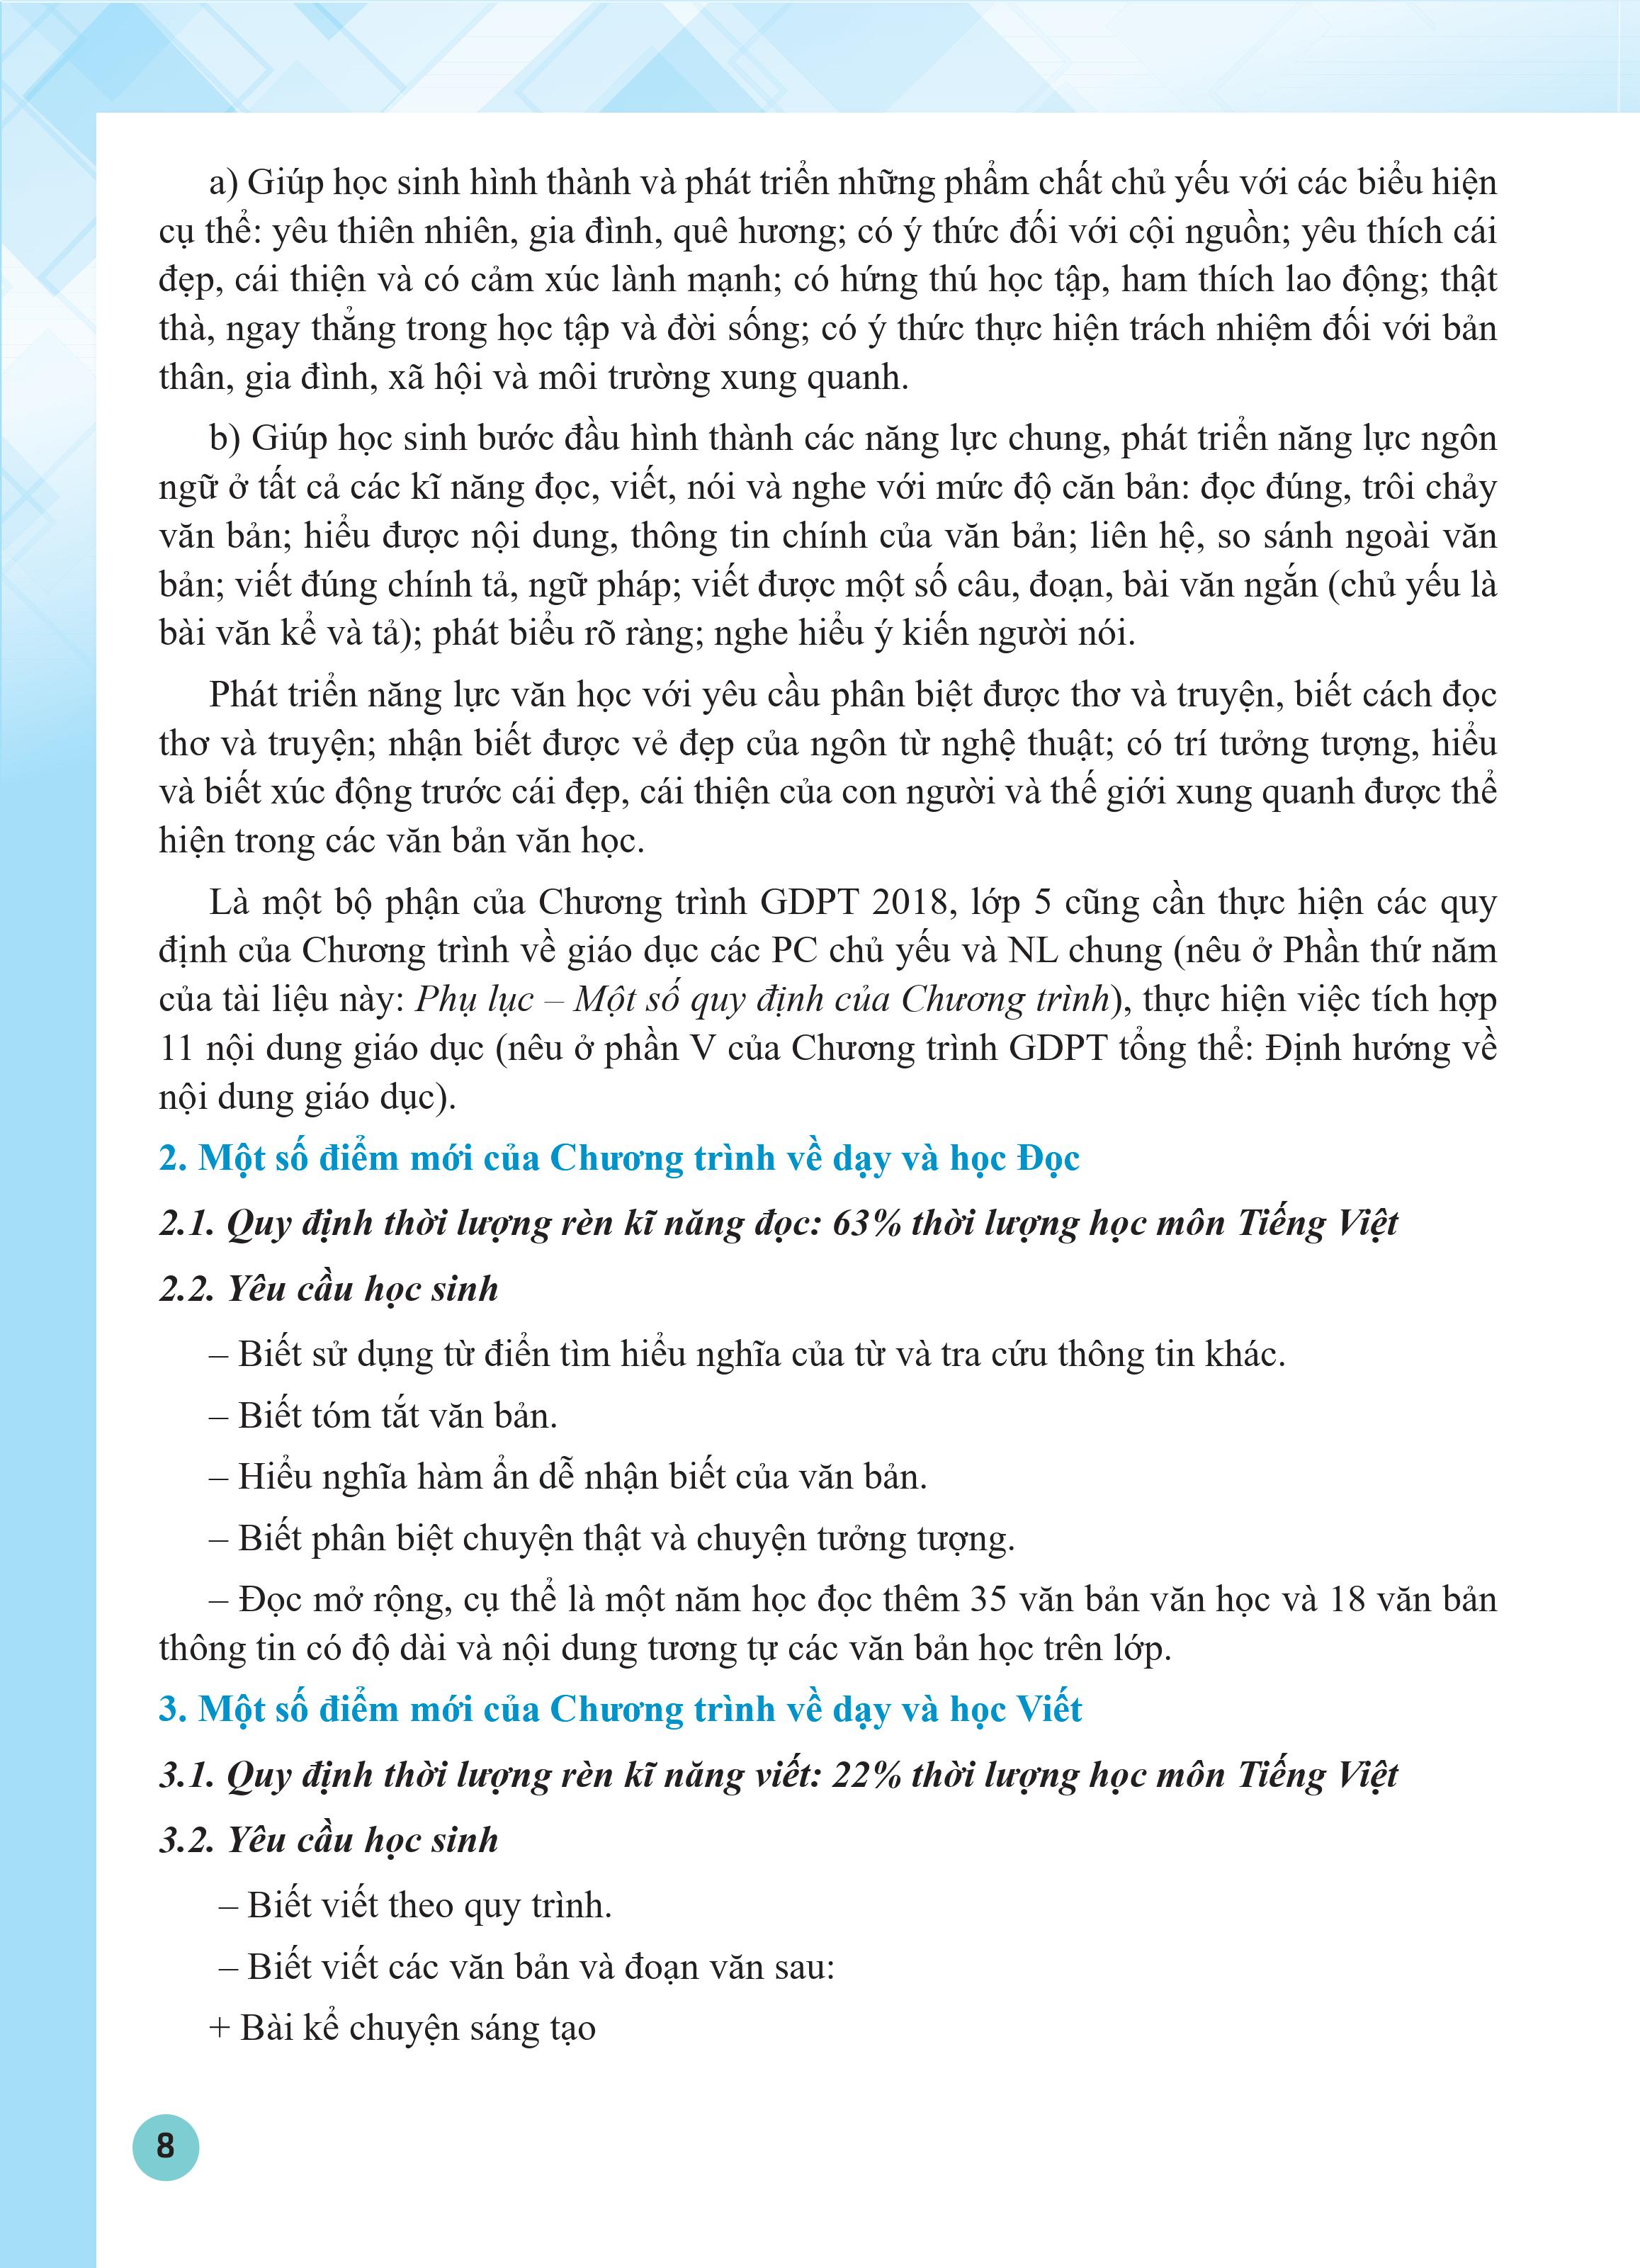 a) Giúp học sinh hình thành và phát triển những phẩm chất chủ yếu với các biểu hiện
cụ thể: yêu thiên nhiên, gia đình, quê hương; có ý thức đối với cội nguồn; yêu thích cái
đẹp, cái thiện và có cảm xúc lành mạnh; có hứng thú học tập, ham thích lao động; thật
thà, ngay thẳng trong học tập và đời sống; có ý thức thực hiện trách nhiệm đối với bản
thân, gia đình, xã hội và môi trường xung quanh.
b) Giúp học sinh bước đầu hình thành các năng lực chung, phát triển năng lực ngôn
ngữ ở tất cả các kĩ năng đọc, viết, nói và nghe với mức độ căn bản: đọc đúng, trôi chảy
văn bản; hiểu được nội dung, thông tin chính của văn bản; liên hệ, so sánh ngoài văn
bản; viết đúng chính tả, ngữ pháp; viết được một số câu, đoạn, bài văn ngắn (chủ yếu là
bài văn kể và tả); phát biểu rõ ràng; nghe hiểu ý kiến người nói.
Phát triển năng lực văn học với yêu cầu phân biệt được thơ và truyện, biết cách đọc
thơ và truyện; nhận biết được vẻ đẹp của ngôn từ nghệ thuật; có trí tưởng tượng, hiểu
và biết xúc động trước cái đẹp, cái thiện của con người và thế giới xung quanh được thể
hiện trong các văn bản văn học.
Là một bộ phận của Chương trình GDPT 2018, lớp 5 cũng cần thực hiện các quy
định của Chương trình về giáo dục các PC chủ yếu và NL chung (nêu ở Phần thứ năm
của tài liệu này: Phụ lục – Một số quy định của Chương trình), thực hiện việc tích hợp
11 nội dung giáo dục (nêu ở phần V của Chương trình GDPT tổng thể: Định hướng về
nội dung giáo dục).
2. Một số điểm mới của Chương trình về dạy và học Đọc
2.1. Quy định thời lượng rèn kĩ năng đọc: 63% thời lượng học môn Tiếng Việt
2.2. Yêu cầu học sinh
– Biết sử dụng từ điển tìm hiểu nghĩa của từ và tra cứu thông tin khác.
– Biết tóm tắt văn bản.
– Hiểu nghĩa hàm ẩn dễ nhận biết của văn bản.
– Biết phân biệt chuyện thật và chuyện tưởng tượng.
– Đọc mở rộng, cụ thể là một năm học đọc thêm 35 văn bản văn học và 18 văn bản
thông tin có độ dài và nội dung tương tự các văn bản học trên lớp.
3. Một số điểm mới của Chương trình về dạy và học Viết
3.1. Quy định thời lượng rèn kĩ năng viết: 22% thời lượng học môn Tiếng Việt
3.2. Yêu cầu học sinh
– Biết viết theo quy trình.
– Biết viết các văn bản và đoạn văn sau:
+ Bài kể chuyện sáng tạo
8